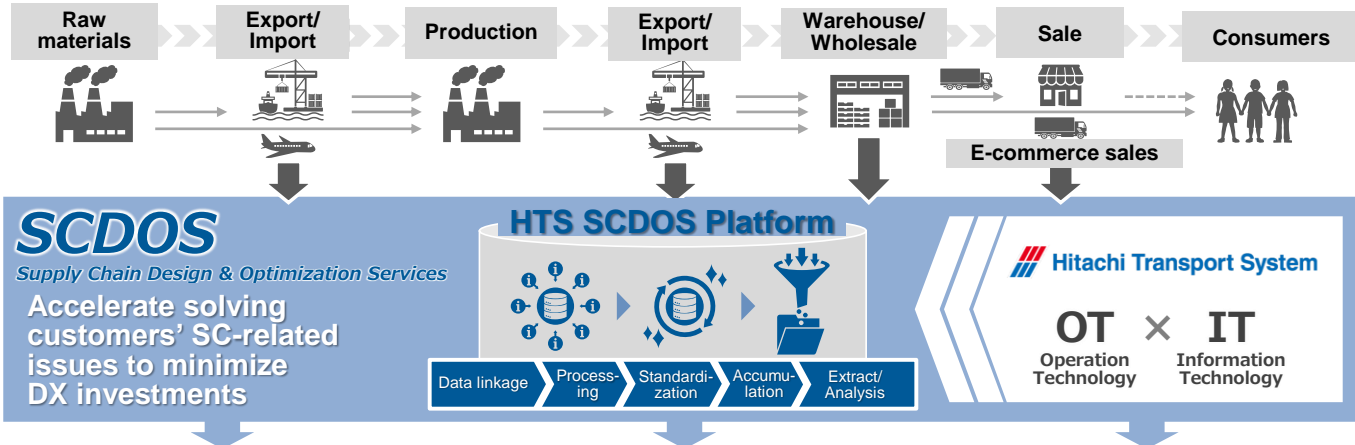 Raw
materials
Export/
Import
Production
Export/
Import
Warehouse/
Wholesale
Sale
Consumers
E-commerce sales
SCDOS
Supply Chain Design & Optimization Services
Accelerate solving
customers’ SC-related
issues to minimize
DX investments
HTS SCDOS Platform
Data linkage
Process-
ing
Standardi-
zation
Accumu-
lation
Extract/
Analysis
Hitachi Transport System
OT × IT
Operation
Technology
Information
Technology